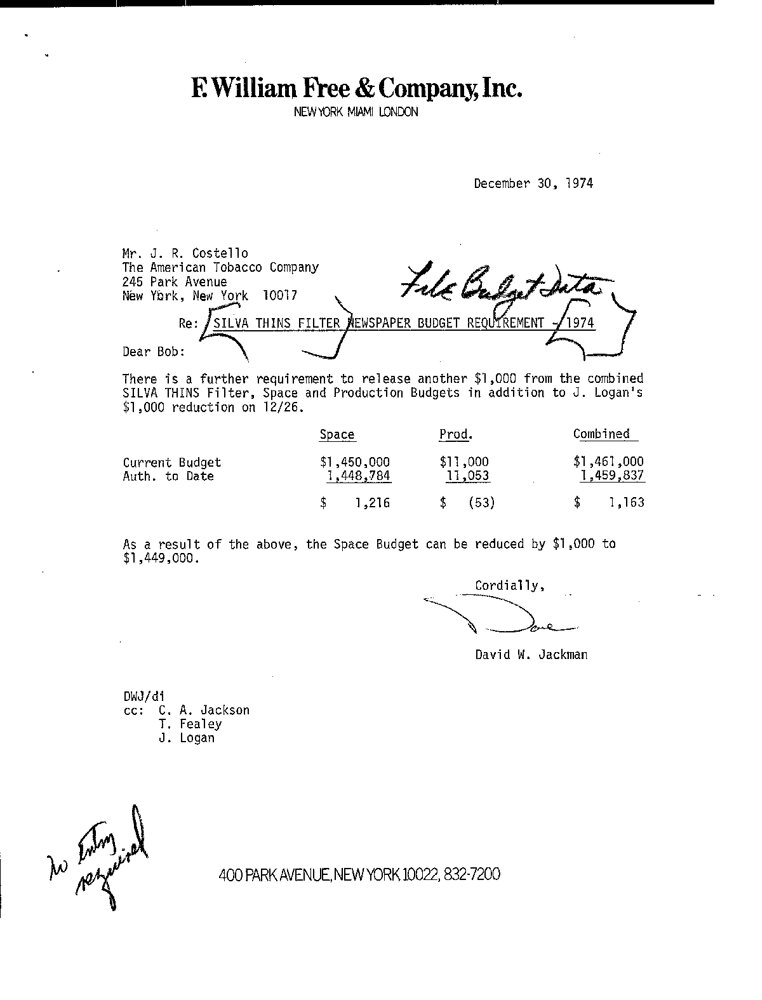 F. William Free & Company, Inc.
NEW YORK MIAMI LONDON
December 30, 1974
Mr. J. R. Costello
The American Tobacco Company
245 Park Avenue
New York, New York 10017
File Budget Data
Re: SILVA THINS FILTER NEWSPAPER BUDGET REQUIREMENT - 1974
Dear Bob:
There is a further requirement to release another $1,000 from the combined
SILVA THINS Filter, Space and Production Budgets in addition to J. Logan's
$1,000 reduction on 12/26.
Space Prod. Combined
Current Budget $1,450,000 $11,000 $1,461,000
Auth. to Date 1,448,784 11,053 1,459,837
$ 1,216 $ (53) $ 1,163
As a result of the above, the Space Budget can be reduced by $1,000 to
$1,449,000.
Cordially,
Dave
David W. Jackman
DWJ/di
cc: C. A. Jackson
T. Fealey
J. Logan
No Entry
required
400 PARK AVENUE, NEW YORK 10022, 832-7200